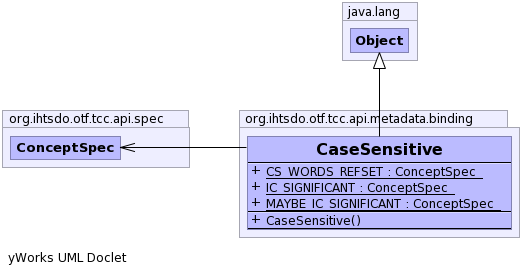 java.lang
Object
org.ihtsdo.otf.tcc.api.spec
ConceptSpec
org.ihtsdo.otf.tcc.api.metadata.binding
CaseSensitive
+ CS_WORDS_REFSET : ConceptSpec
+ IC_SIGNIFICANT : ConceptSpec
+ MAYBE_IC_SIGNIFICANT : ConceptSpec
+ CaseSensitive()
yWorks UML Doclet